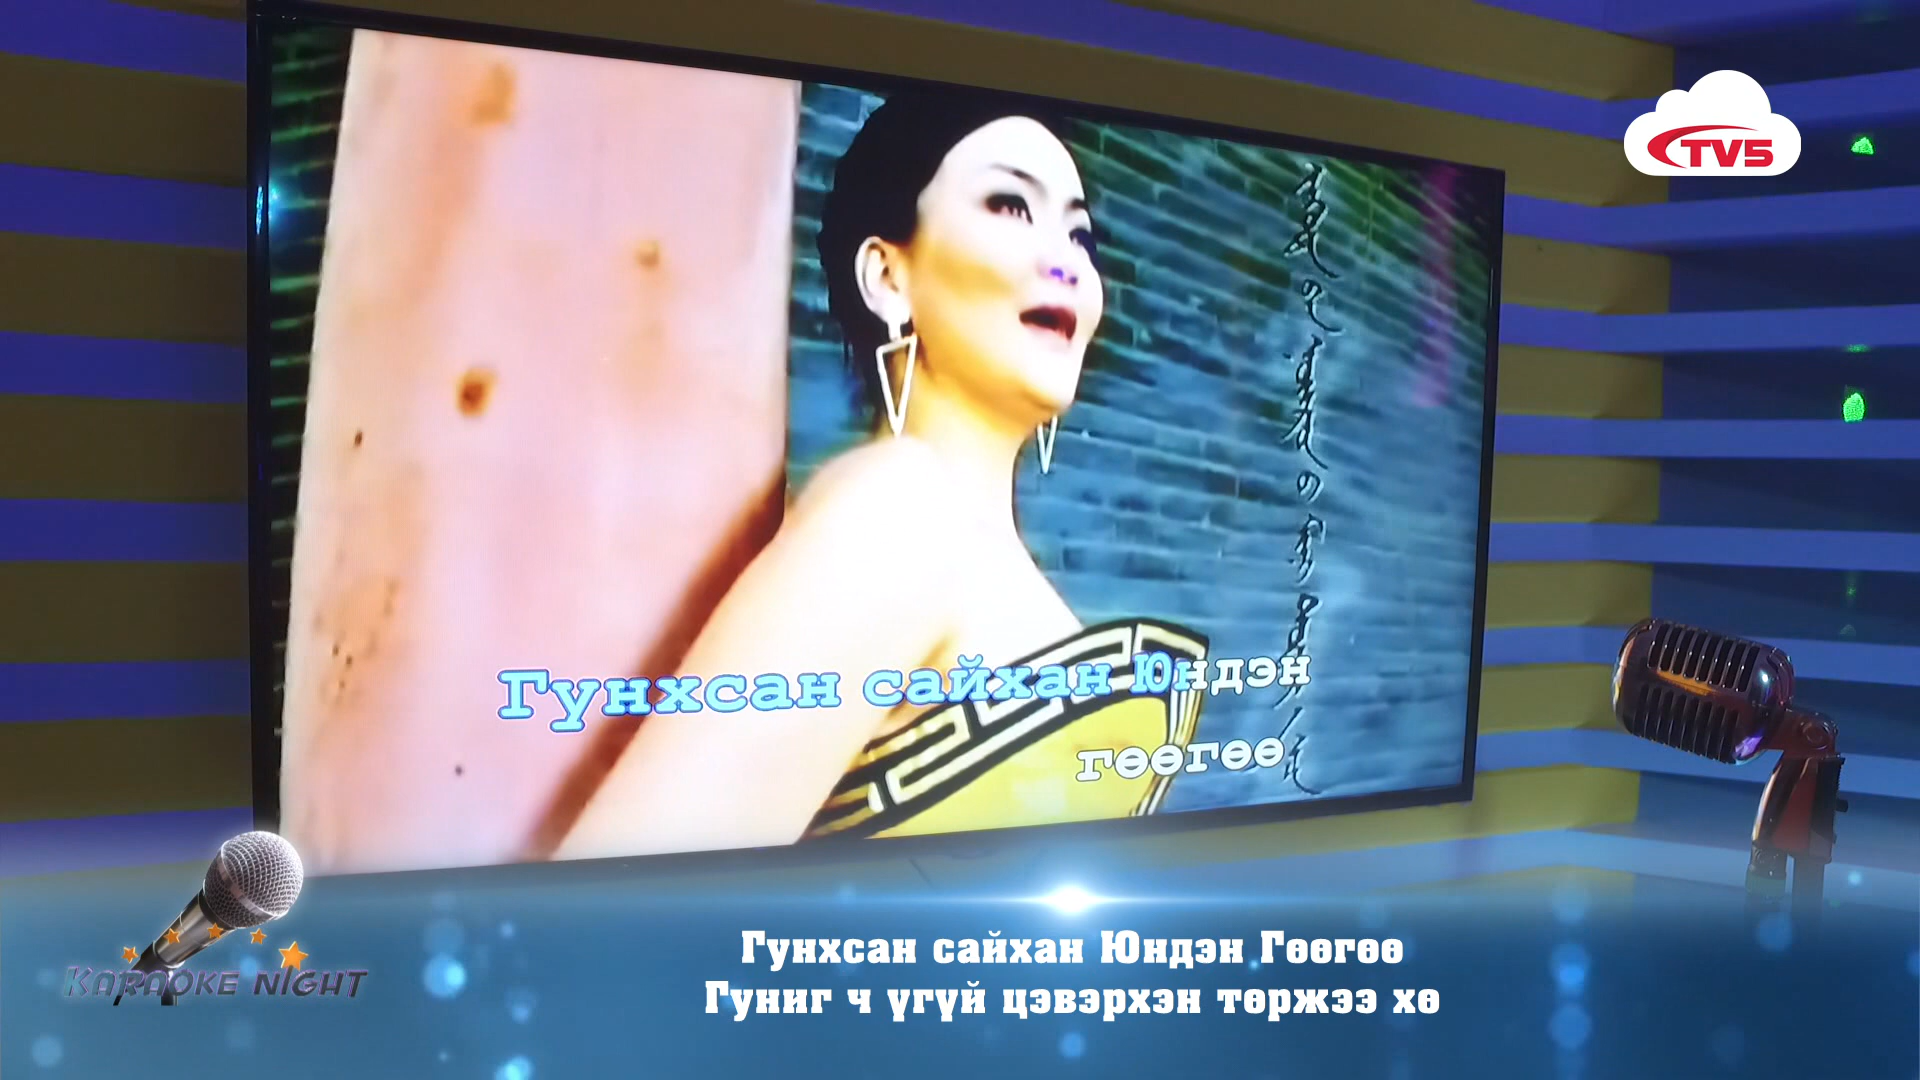 TV5
Гунхсан сайхан Юндэн
гөөгөө
KARAOKE NIGHT
Гунхсан сайхан Юндэн Гөөгөө
Гуниг ч үгүй цэвэрхэн төржээ хө